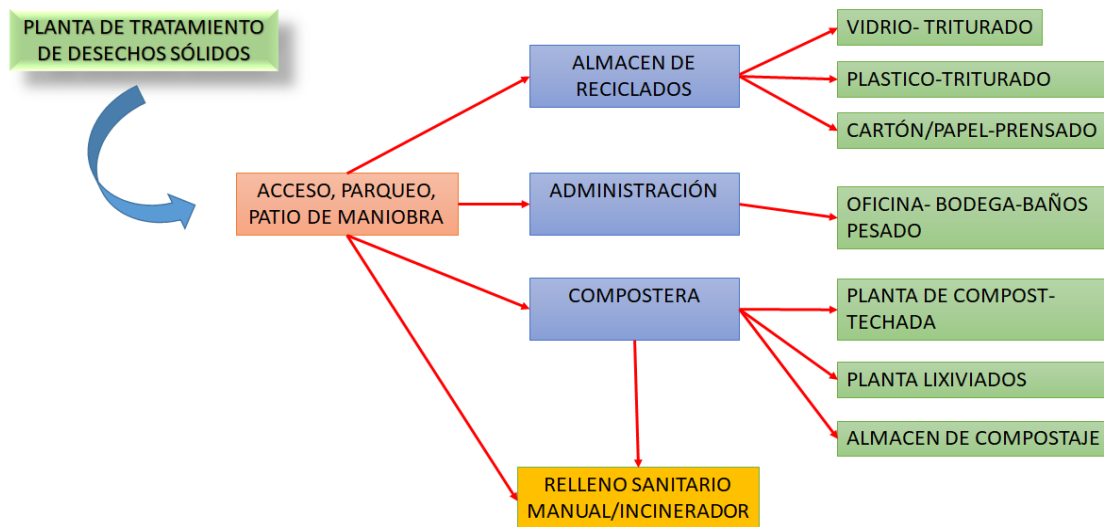 PLANTA DE TRATAMIENTO
DE DESECHOS SÓLIDOS
ACCESO, PARQUEO,
PATIO DE MANIOBRA
ALMACEN DE
RECICLADOS
VIDRIO- TRITURADO
PLASTICO-TRITURADO
CARTÓN/PAPEL-PRENSADO
ADMINISTRACIÓN
OFICINA- BODEGA-BAÑOS
PESADO
COMPOSTERA
PLANTA DE COMPOST-
TECHADA
PLANTA LIXIVIADOS
ALMACEN DE COMPOSTAJE
RELLENO SANITARIO
MANUAL/INCINERADOR